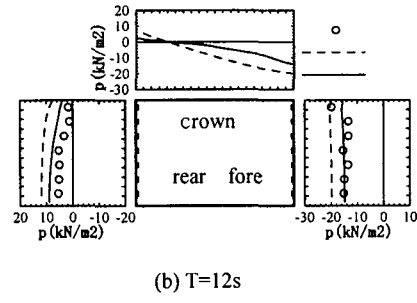 20
10
0
-10
-20
-30
p(kN/m2)
crown
rear fore
20 10 0 -10 -20
p(kN/m2)
-30 -20 -10 0 10
p(kN/m2)
(b) T=12s